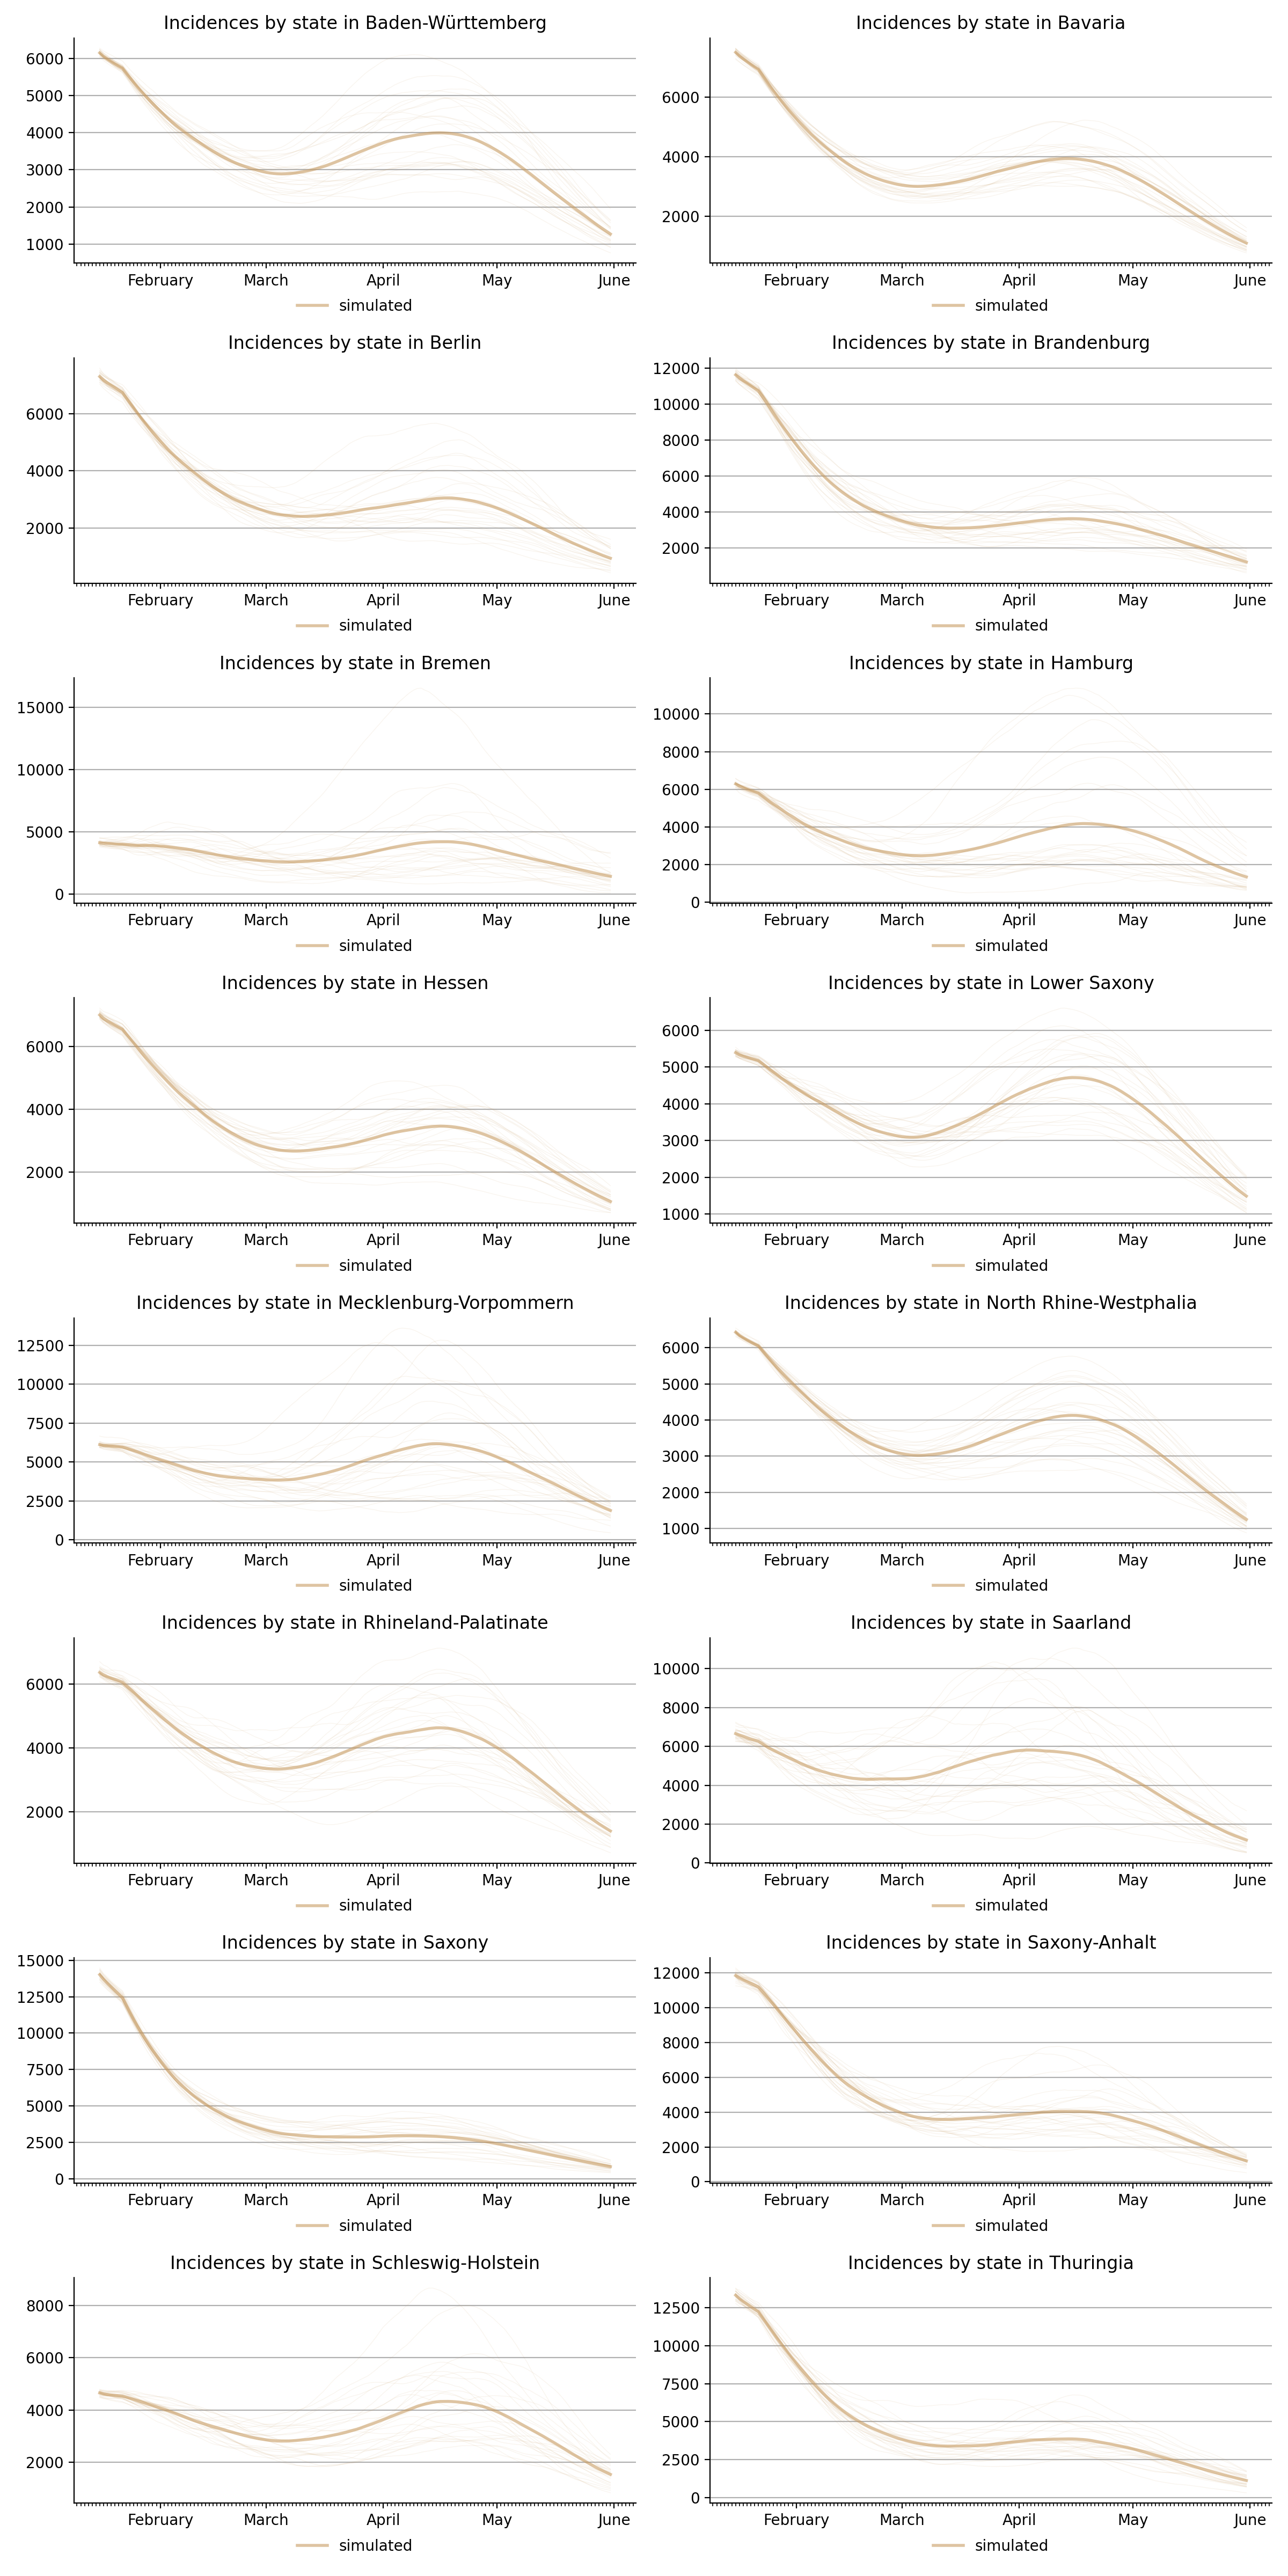 Incidences by state in Baden-Württemberg
6000
5000
4000
3000
2000
1000
February March April May June
simulated
Incidences by state in Bavaria
6000
4000
2000
February March April May June
simulated
Incidences by state in Berlin
6000
4000
2000
February March April May June
simulated
Incidences by state in Brandenburg
12000
10000
8000
6000
4000
2000
February March April May June
simulated
Incidences by state in Bremen
15000
10000
5000
0
February March April May June
simulated
Incidences by state in Hamburg
10000
8000
6000
4000
2000
0
February March April May June
simulated
Incidences by state in Hessen
6000
4000
2000
February March April May June
simulated
Incidences by state in Lower Saxony
6000
5000
4000
3000
2000
1000
February March April May June
simulated
Incidences by state in Mecklenburg-Vorpommern
12500
10000
7500
5000
2500
0
February March April May June
simulated
Incidences by state in North Rhine-Westphalia
6000
5000
4000
3000
2000
1000
February March April May June
simulated
Incidences by state in Rhineland-Palatinate
6000
4000
2000
February March April May June
simulated
Incidences by state in Saarland
10000
8000
6000
4000
2000
0
February March April May June
simulated
Incidences by state in Saxony
15000
12500
10000
7500
5000
2500
0
February March April May June
simulated
Incidences by state in Saxony-Anhalt
12000
10000
8000
6000
4000
2000
0
February March April May June
simulated
Incidences by state in Schleswig-Holstein
8000
6000
4000
2000
February March April May June
simulated
Incidences by state in Thuringia
12500
10000
7500
5000
2500
0
February March April May June
simulated